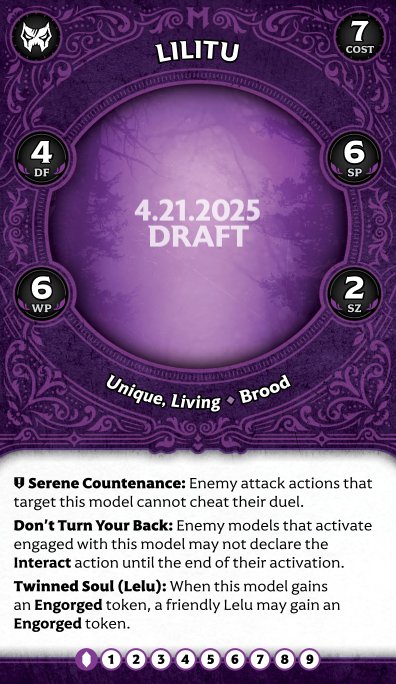 LILITU
7
COST
4
DF
6
SP
4.21.2025
DRAFT
6
WP
2
SZ
Unique, Living ◆ Brood
Serene Countenance: Enemy attack actions that
target this model cannot cheat their duel.
Don’t Turn Your Back: Enemy models that activate
engaged with this model may not declare the
Interact action until the end of their activation.
Twinned Soul (Lelu): When this model gains
an Engorged token, a friendly Lelu may gain an
Engorged token.
1 2 3 4 5 6 7 8 9